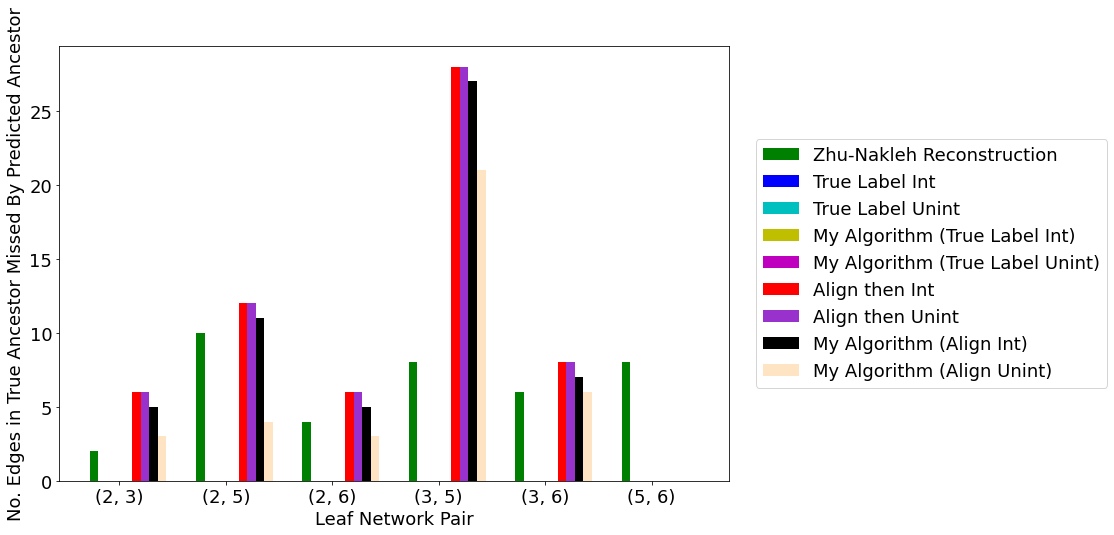 No. Edges in True Ancestor Missed By Predicted Ancestor
25
20
15
10
5
0
(2, 3)
(2, 5)
(2, 6)
(3, 5)
(3, 6)
(5, 6)
Leaf Network Pair
Zhu-Nakleh Reconstruction
True Label Int
True Label Unint
My Algorithm (True Label Int)
My Algorithm (True Label Unint)
Align then Int
Align then Unint
My Algorithm (Align Int)
My Algorithm (Align Unint)